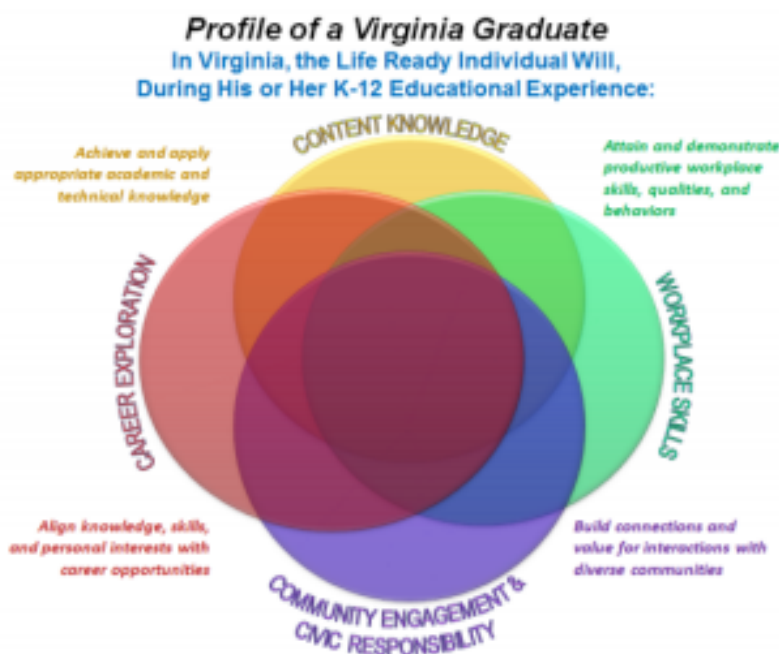 Profile of a Virginia Graduate
In Virginia, the Life Ready Individual Will,
During His or Her K-12 Educational Experience:
CONTENT KNOWLEDGE
Achieve and apply
appropriate academic and
technical knowledge
Attain and demonstrate
productive workplace
skills, qualities, and
behaviors
CAREER EXPLORATION
WORKPLACE SKILLS
Align knowledge, skills,
and personal interests with
career opportunities
Build connections and
value for interactions with
diverse communities
COMMUNITY ENGAGEMENT &
CIVIC RESPONSIBILITY